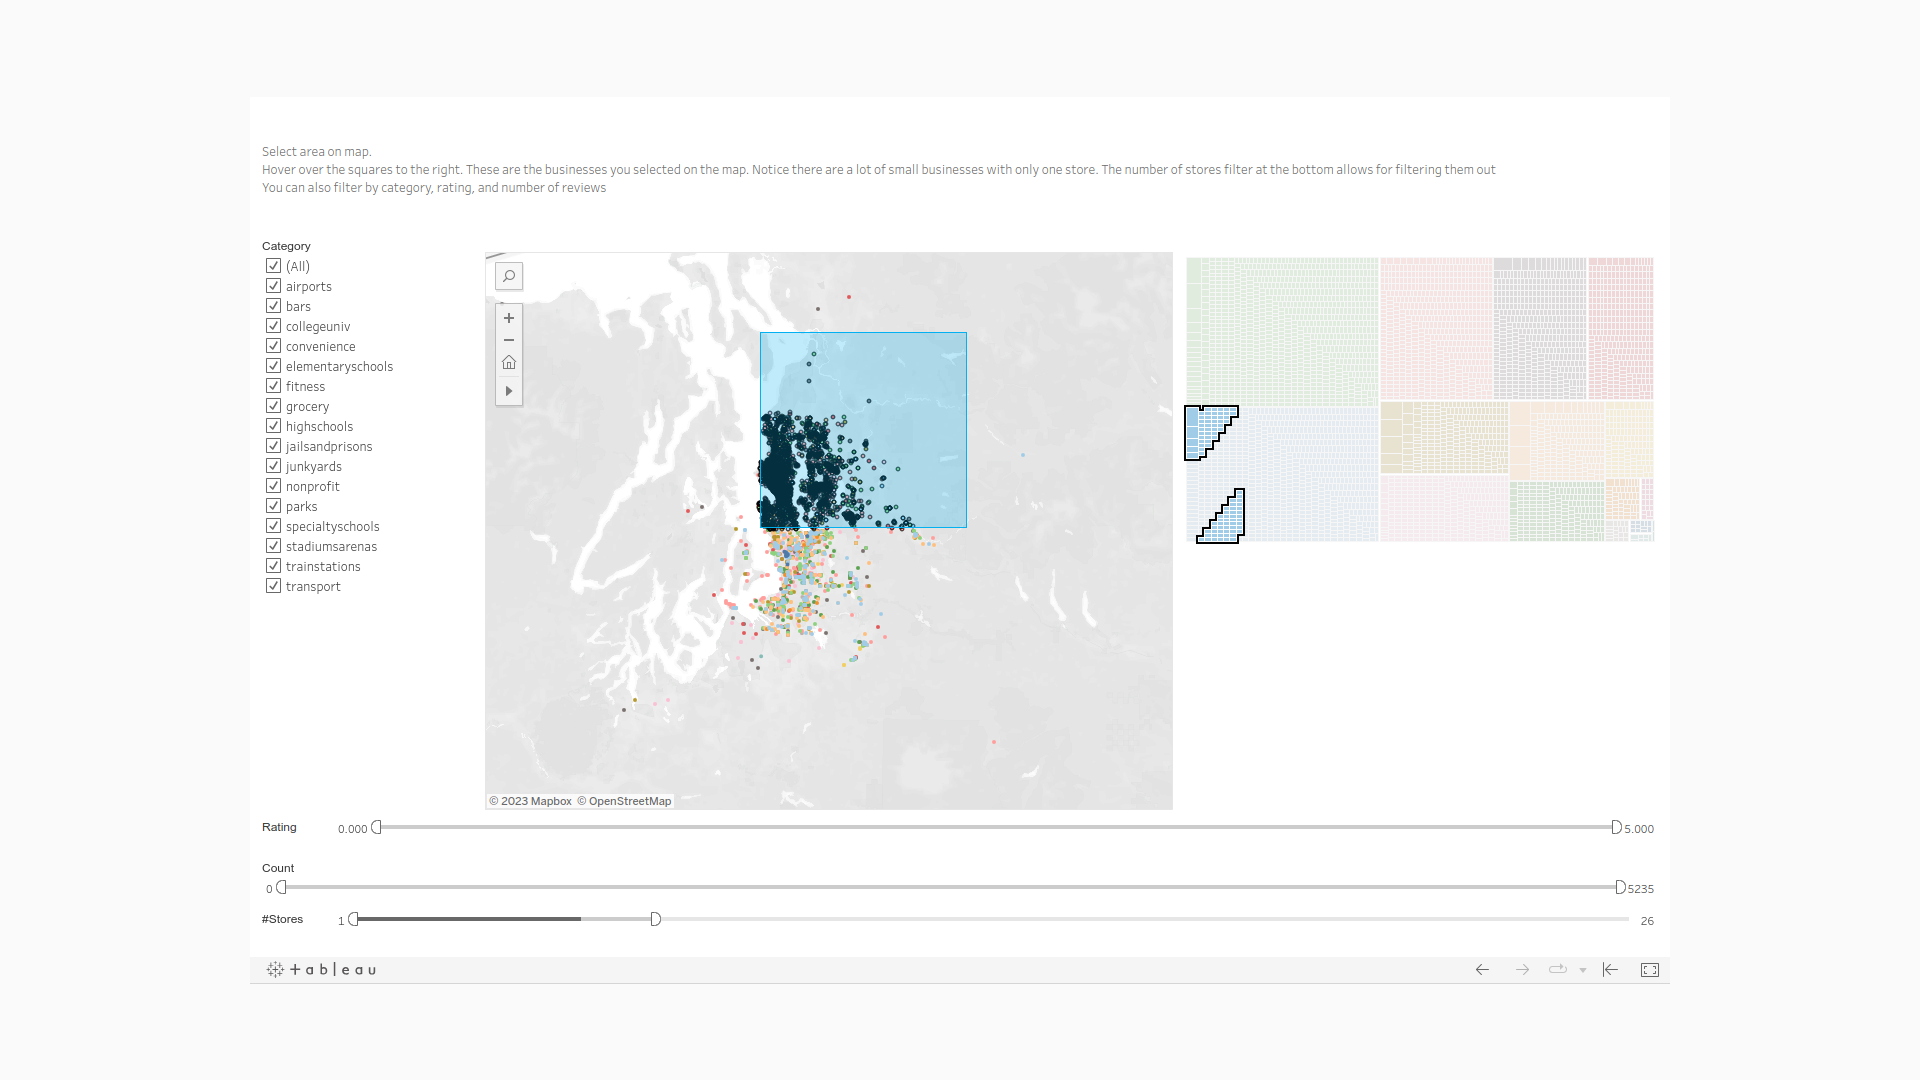 Select area on map.
Hover over the squares to the right. These are the businesses you selected on the map. Notice there are a lot of small businesses with only one store. The number of stores filter at the bottom allows for filtering them out
You can also filter by category, rating, and number of reviews
Category
(All)
airports
bars
collegeuniv
convenience
elementaryschools
fitness
grocery
highschools
jailsandprisons
junkyards
nonprofit
parks
specialtyschools
stadiumsarenas
trainstations
transport
© 2023 Mapbox © OpenStreetMap
Rating 0.000 5.000
Count
0 5235
#Stores 1 26
+ableau